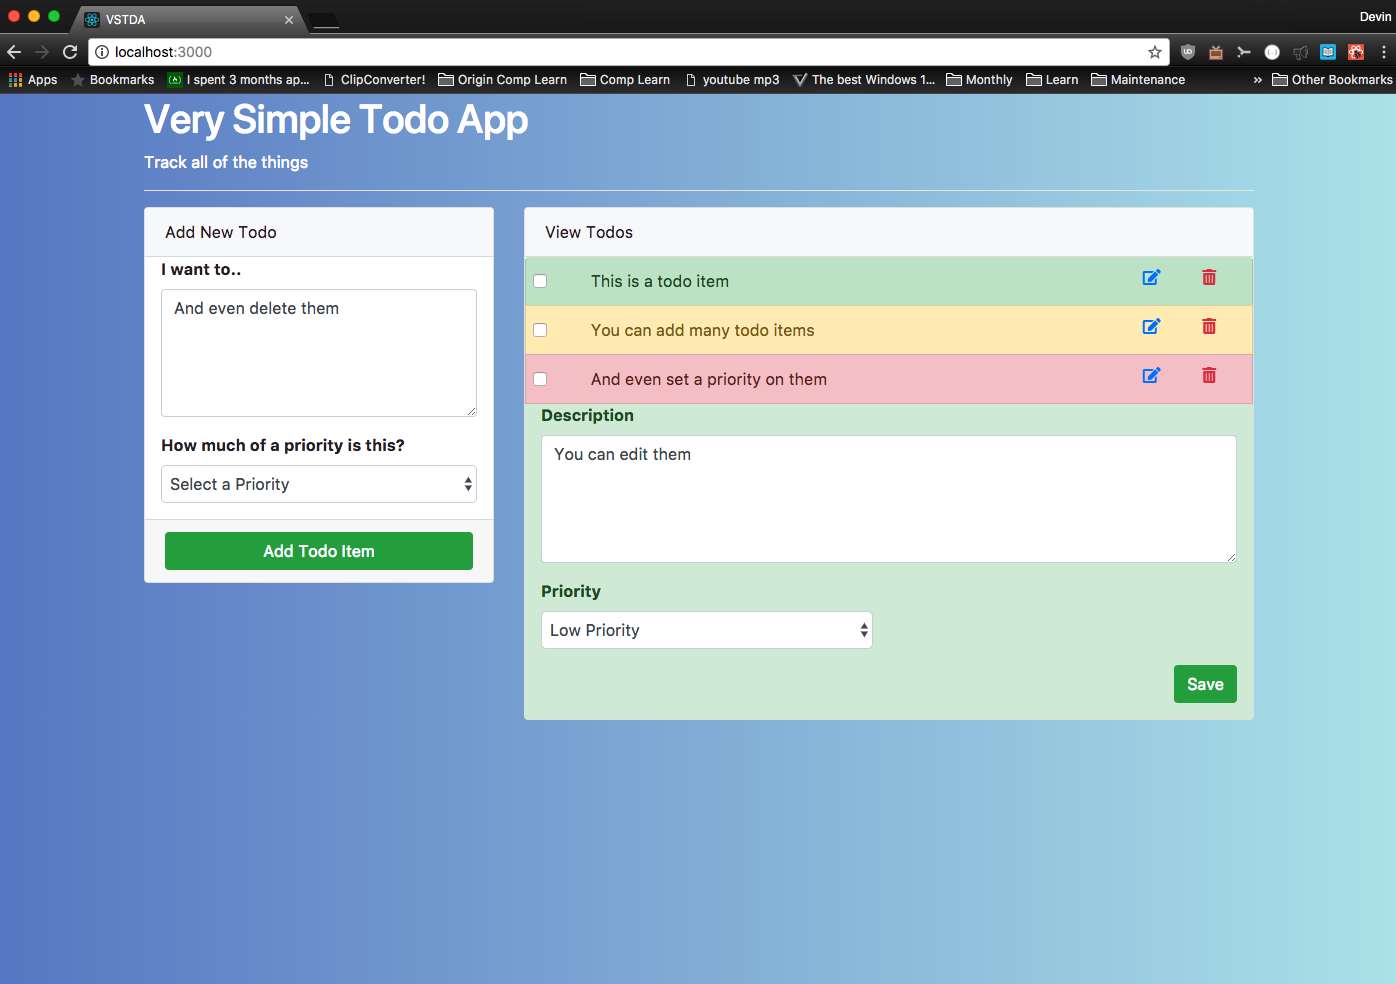 VSTDA
Devin
localhost:3000
Apps Bookmarks I spent 3 months ap... ClipConverter! Origin Comp Learn Comp Learn youtube mp3 The best Windows 1... Monthly Learn Maintenance » Other Bookmarks
Very Simple Todo App
Track all of the things
Add New Todo
I want to..
And even delete them
How much of a priority is this?
Select a Priority
Add Todo Item
View Todos
This is a todo item
You can add many todo items
And even set a priority on them
Description
You can edit them
Priority
Low Priority
Save